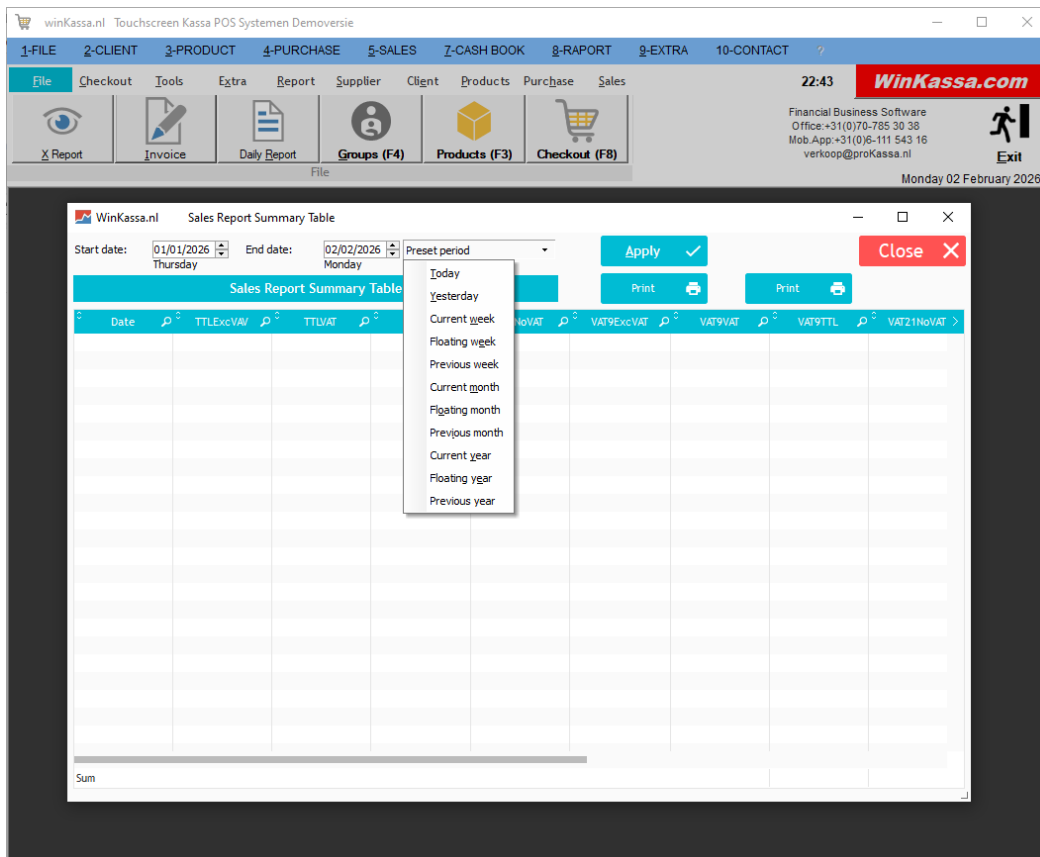 winKassa.nl Touchscreen Kassa POS Systemen Demoversie
1-FILE 2-CLIENT 3-PRODUCT 4-PURCHASE 5-SALES 7-CASH BOOK 8-RAPORT 9-EXTRA 10-CONTACT ?
File Checkout Tools Extra Report Supplier Client Products Purchase Sales 22:43 WinKassa.com
Financial Business Software
Office:+31(0)70-785 30 38
Mob.App:+31(0)6-111 543 16
verkoop@proKassa.nl
X Report Invoice Daily Report Groups (F4) Products (F3) Checkout (F8) Exit
File
Monday 02 February 2026
WinKassa.nl Sales Report Summary Table
Start date: 01/01/2026 End date: 02/02/2026 Preset period Apply Close
Thursday Monday
Today
Sales Report Summary Table Print Print
Yesterday
Date TTLExcVAV TTLVAT NoVAT VAT9ExcVAT VAT9VAT VAT9TTL VAT21NoVAT
Current week
Floating week
Previous week
Current month
Floating month
Previous month
Current year
Floating year
Previous year
Sum